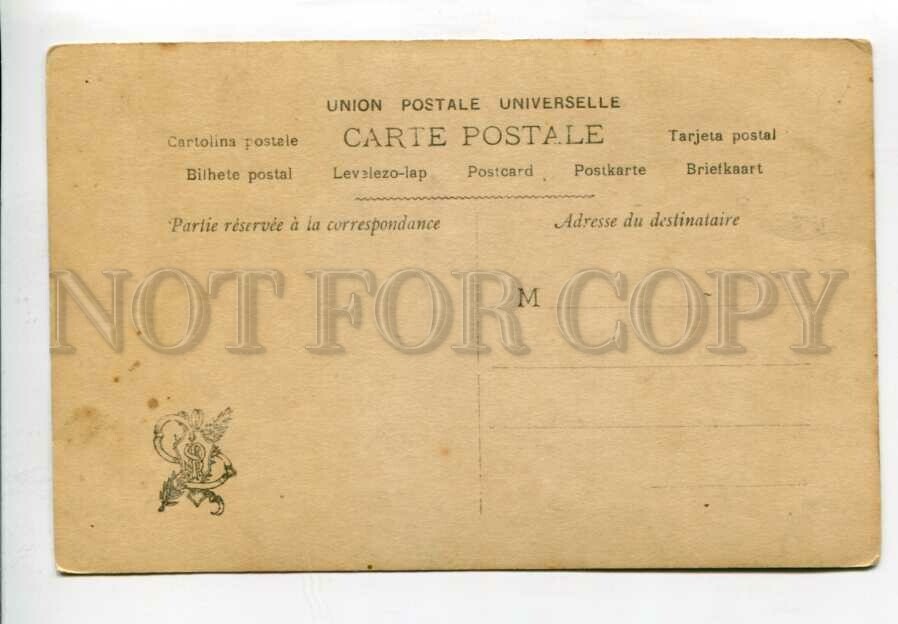 UNION POSTALE UNIVERSELLE
Cartolina postale CARTE POSTALE Tarjeta postal
Bilhete postal Levelezo-lap Postcard Postkarte Briefkaart
Partie réservée à la correspondance Adresse du destinataire
NOT FOR COPY
M